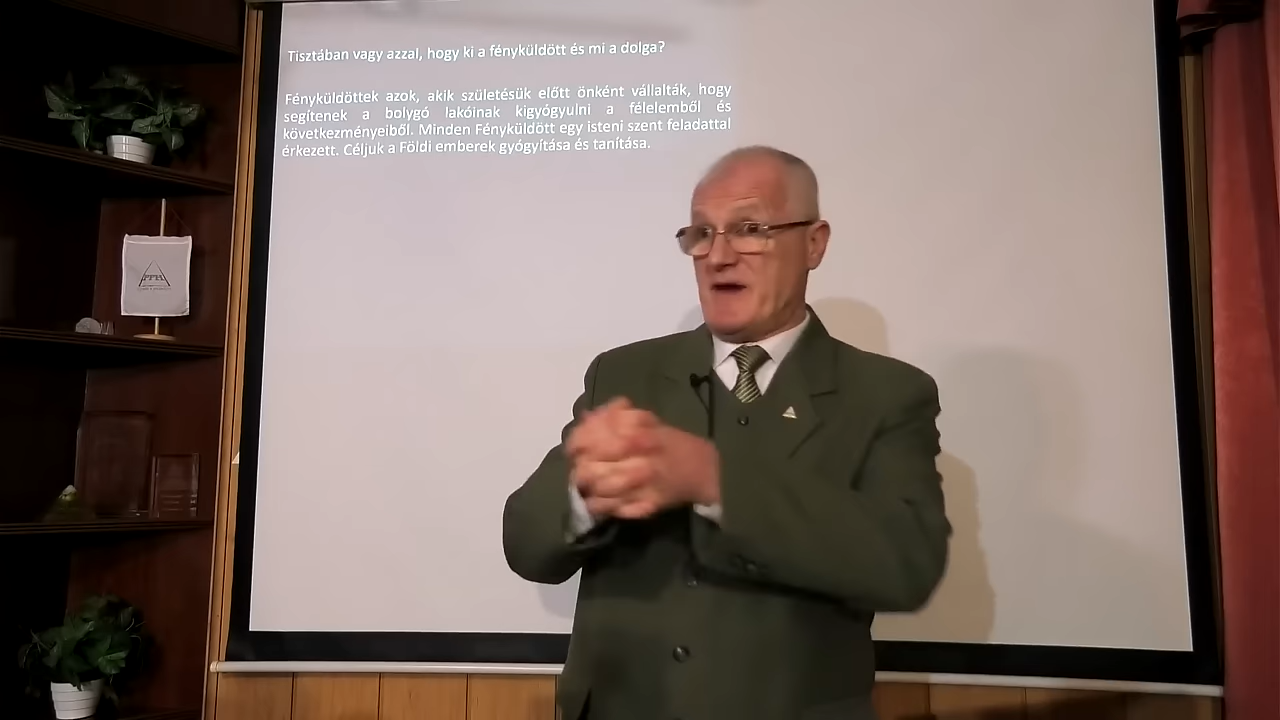 Tisztában vagy azzal, hogy ki a fényküldött és mi a dolga?
Fényküldöttek azok, akik születésük előtt önként vállalták, hogy
segítenek a bolygó lakóinak kigyógyulni a félelemből és
következményeiből. Minden Fényküldött egy isteni szent feladattal
érkezett. Céljuk a Földi emberek gyógyítása és tanítása.